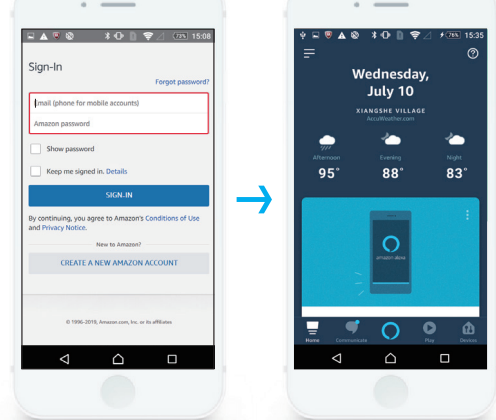 73% 15:08
Sign-In
Forgot password?
Email (phone for mobile accounts)
Amazon password
Show password
Keep me signed in. Details
SIGN-IN
By continuing, you agree to Amazon's Conditions of Use
and Privacy Notice.
New to Amazon?
CREATE A NEW AMAZON ACCOUNT
© 1996-2019, Amazon.com, Inc. or its affiliates
76% 15:35
Wednesday,
July 10
XIANGSHE VILLAGE
AccuWeather.com
Afternoon Evening Night
95° 88° 83°
amazon alexa
Home Communicate Play Devices